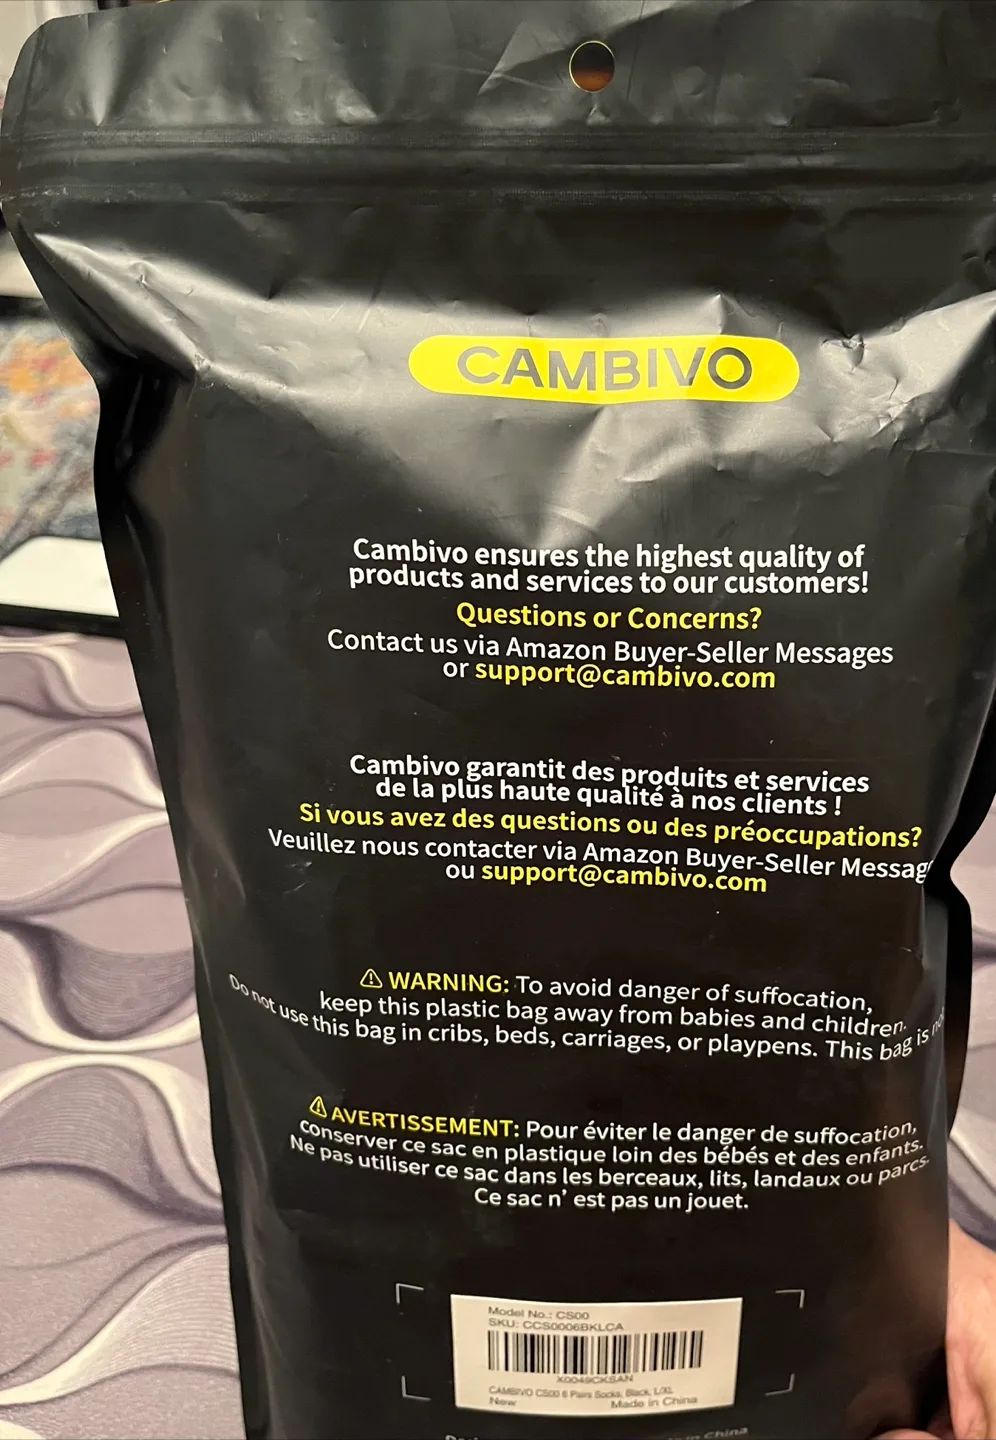 CAMBIVO
Cambivo ensures the highest quality of
products and services to our customers!
Questions or Concerns?
Contact us via Amazon Buyer-Seller Messages
or support@cambivo.com
Cambivo garantit des produits et services
de la plus haute qualité à nos clients !
Si vous avez des questions ou des préoccupations?
Veuillez nous contacter via Amazon Buyer-Seller
ou support@cambivo.com
⚠ WARNING: To avoid danger of suffocation,
keep this plastic bag away from babies and children.
Do not use this bag in cribs, beds, carriages, or playpens. This bag is
⚠ AVERTISSEMENT: Pour éviter le danger de suffocation,
conserver ce sac en plastique loin des bébés et des enfants.
Ne pas utiliser ce sac dans les berceaux, lits, landaux ou parcs.
Ce sac n' est pas un jouet.
Model No.: CS00
SKU: CCS0006BKLCA
X0049CKSAN
CAMBIVO CS00 6 Pairs Socks, Black, L/XL
New Made in China
in China